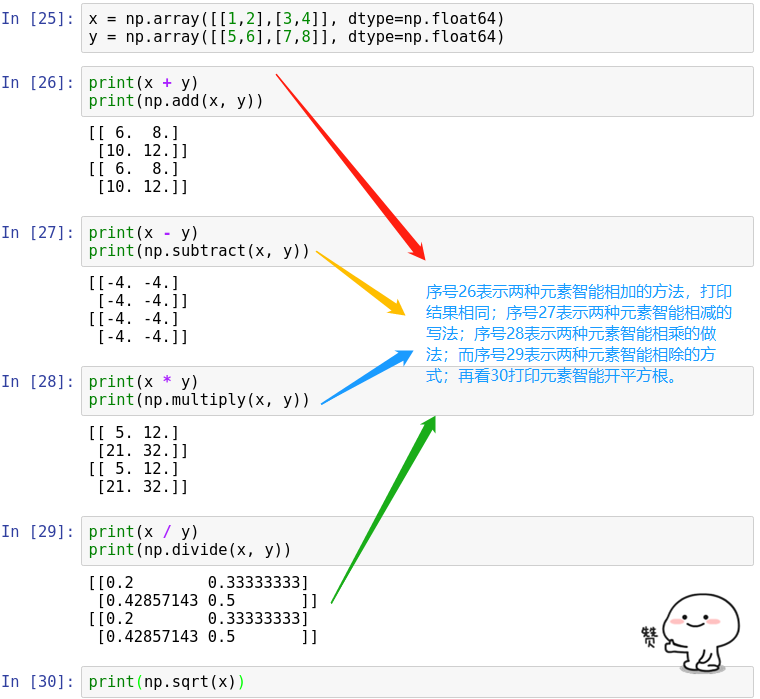 In [25]: x = np.array([[1,2],[3,4]], dtype=np.float64)
y = np.array([[5,6],[7,8]], dtype=np.float64)
In [26]: print(x + y)
print(np.add(x, y))
[[ 6.  8.]
 [10. 12.]]
[[ 6.  8.]
 [10. 12.]]
In [27]: print(x - y)
print(np.subtract(x, y))
[[-4. -4.]
 [-4. -4.]]
[[-4. -4.]
 [-4. -4.]]
序号26表示两种元素智能相加的方法，打印
结果相同；序号27表示两种元素智能相减的
写法；序号28表示两种元素智能相乘的做
法；而序号29表示两种元素智能相除的方
式；再看30打印元素智能开平方根。
In [28]: print(x * y)
print(np.multiply(x, y))
[[ 5. 12.]
 [21. 32.]]
[[ 5. 12.]
 [21. 32.]]
In [29]: print(x / y)
print(np.divide(x, y))
[[0.2        0.33333333]
 [0.42857143 0.5       ]]
[[0.2        0.33333333]
 [0.42857143 0.5       ]]
赞
In [30]: print(np.sqrt(x))